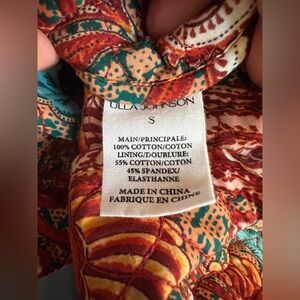 ULLA JOHNSON
S
MAIN/PRINCIPALE:
100% COTTON/COTON
LINING/DOUBLURE:
55% COTTON/COTON
45% SPANDEX/
ELASTHANNE
MADE IN CHINA
FABRIQUE EN CHINE